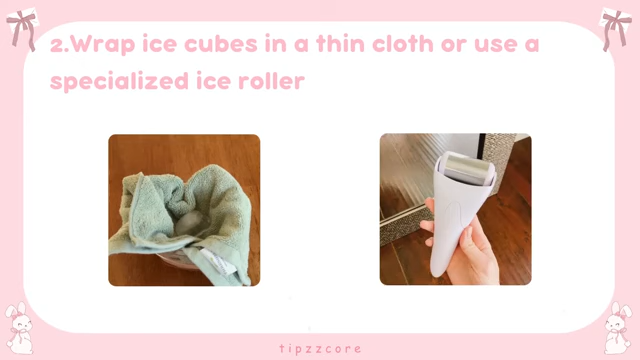 2.Wrap ice cubes in a thin cloth or use a
specialized ice roller
tipzzcore